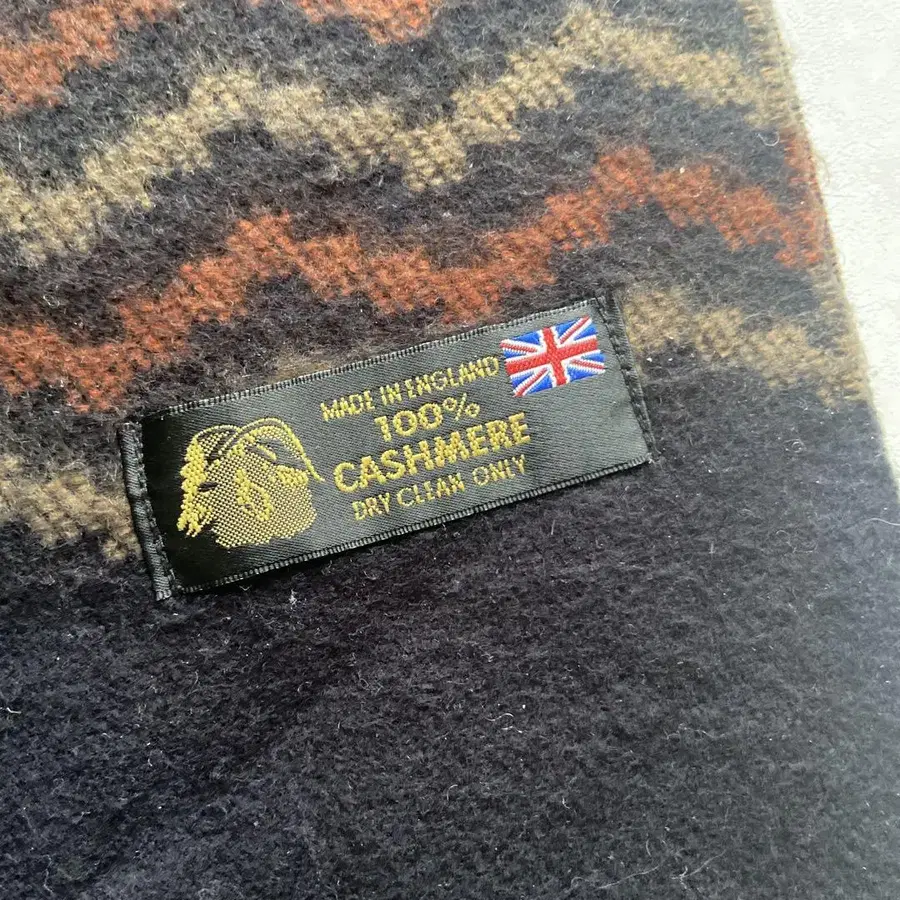 MADE IN ENGLAND
100%
CASHMERE
DRY CLEAN ONLY